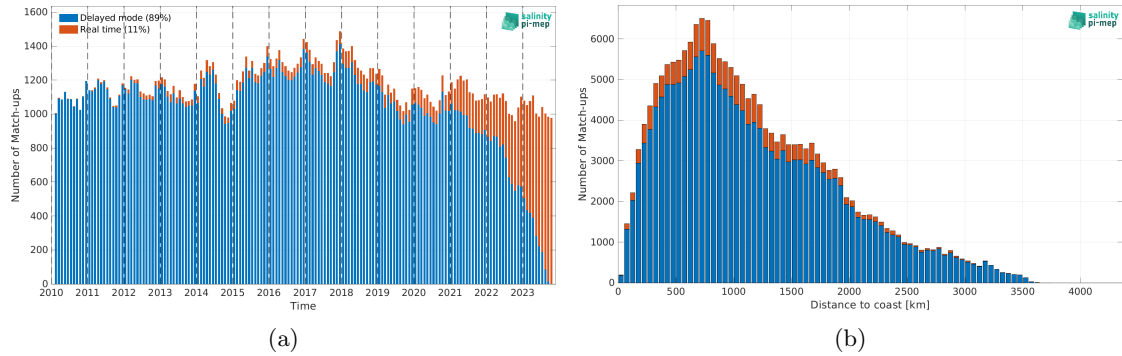 salinity
pi-mep
Delayed mode (89%)
Real time (11%)
1600
1400
1200
1000
800
600
400
200
0
Number of Match-ups
2010 2011 2012 2013 2014 2015 2016 2017 2018 2019 2020 2021 2022 2023
Time
(a)
salinity
pi-mep
6000
5000
4000
3000
2000
1000
0
Number of Match-ups
0 500 1000 1500 2000 2500 3000 3500 4000
Distance to coast [km]
(b)